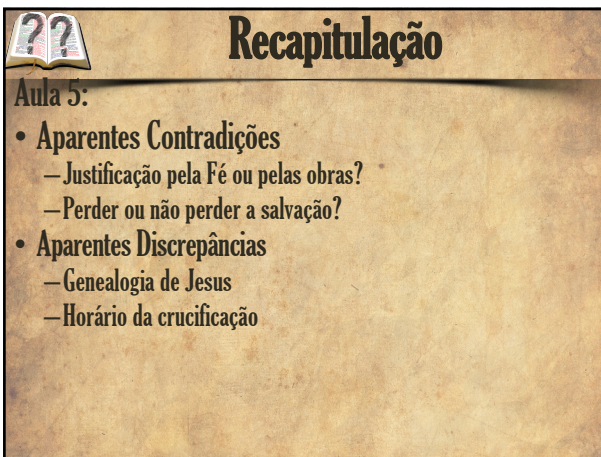 ??
Recapitulação
Aula 5:
• Aparentes Contradições
–Justificação pela Fé ou pelas obras?
–Perder ou não perder a salvação?
• Aparentes Discrepâncias
–Genealogia de Jesus
–Horário da crucificação